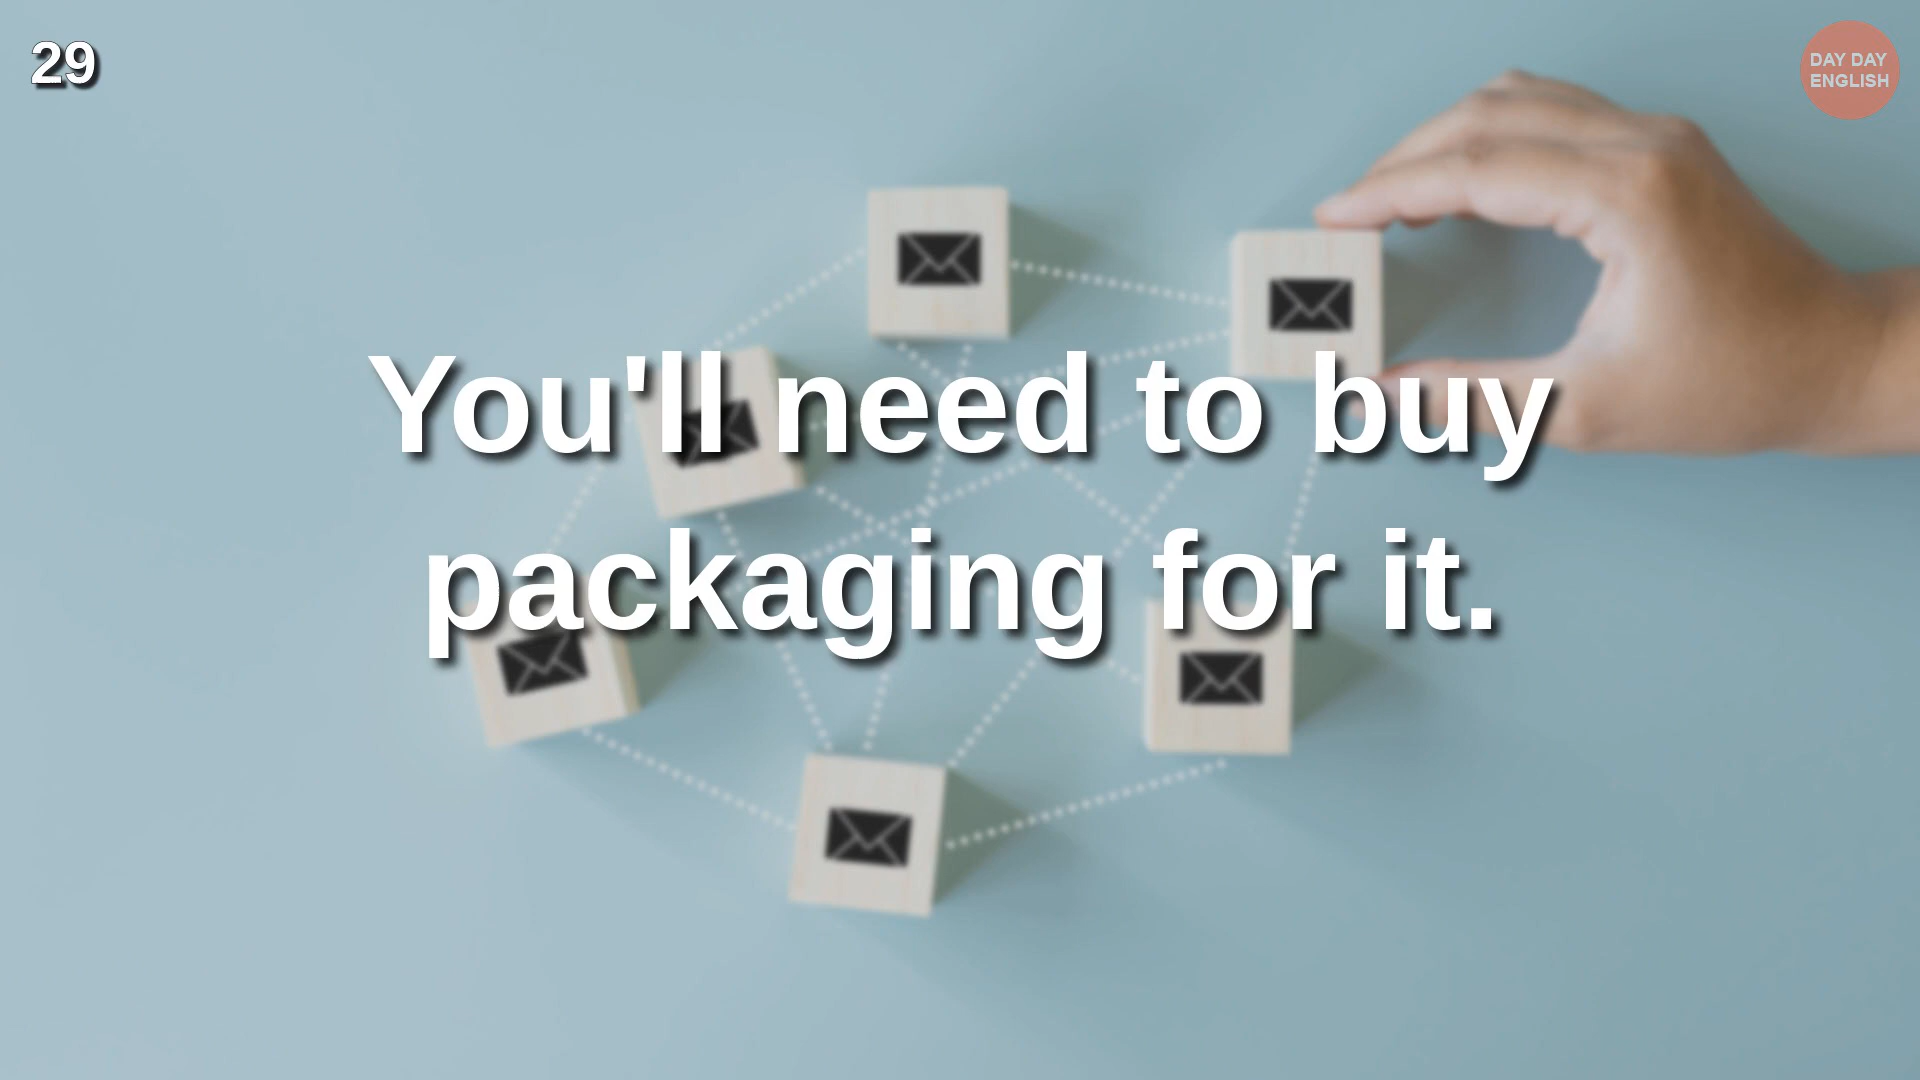 29
DAY DAY
ENGLISH
You'll need to buy
packaging for it.